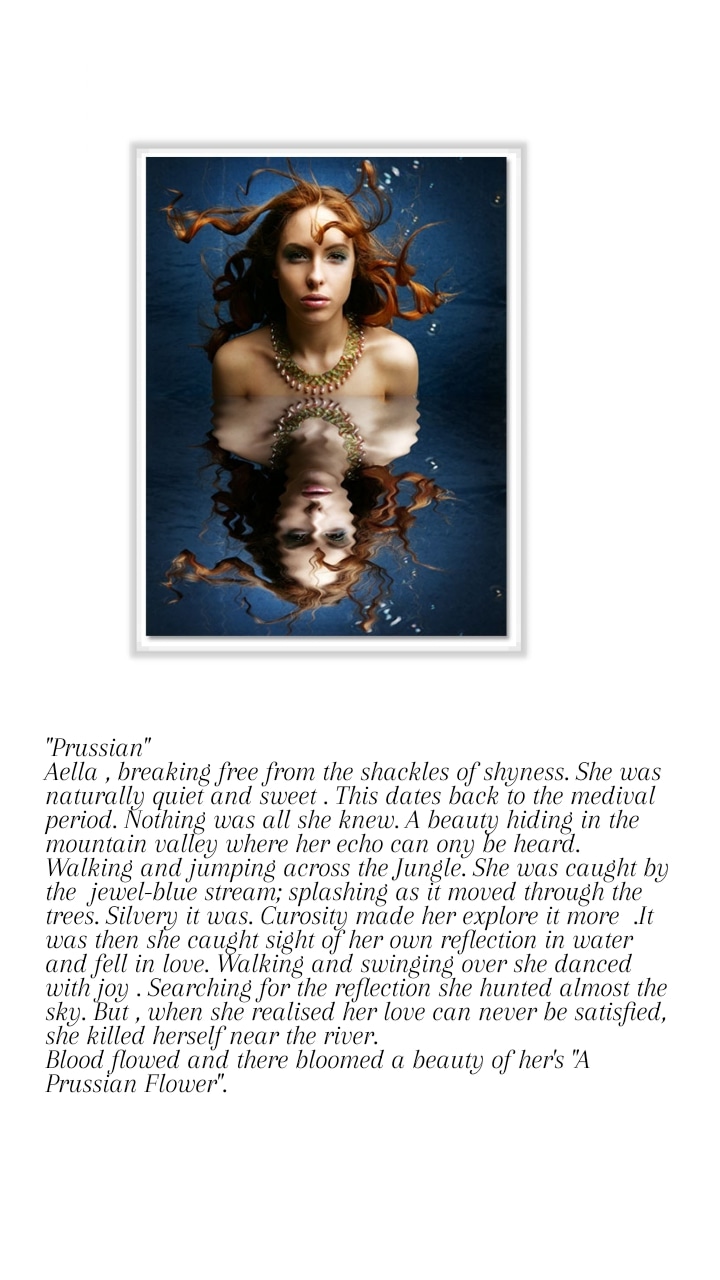 "Prussian"
Aella , breaking free from the shackles of shyness. She was
naturally quiet and sweet . This dates back to the medival
period. Nothing was all she knew. A beauty hiding in the
mountain valley where her echo can ony be heard.
Walking and jumping across the Jungle. She was caught by
the  jewel-blue stream; splashing as it moved through the
trees. Silvery it was. Curosity made her explore it more  .It
was then she caught sight of her own reflection in water
and fell in love. Walking and swinging over she danced
with joy . Searching for the reflection she hunted almost the
sky. But , when she realised her love can never be satisfied,
she killed herself near the river.
Blood flowed and there bloomed a beauty of her's "A
Prussian Flower".